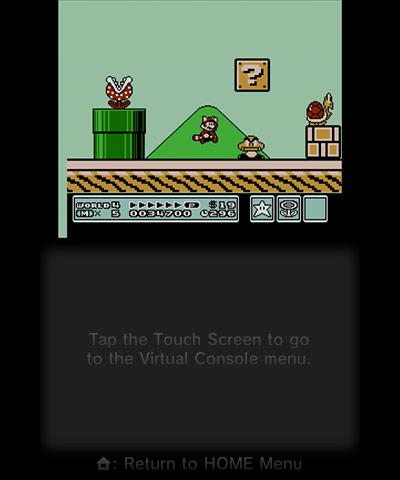 ?
WORLD 4 ▶▶▶▶▶▶ P $19
M× 5 0034700 296
Tap the Touch Screen to go
to the Virtual Console menu.
: Return to HOME Menu